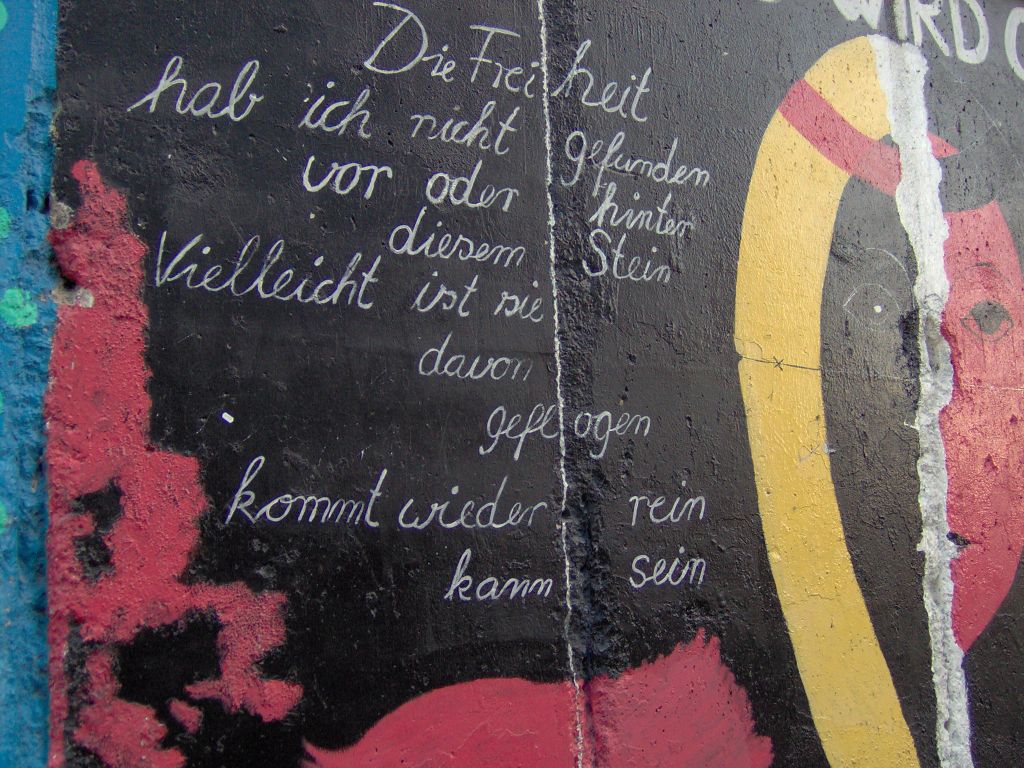 WIRD
Die Freiheit
hab ich nicht gefunden
vor oder hinter
diesem Stein
Vielleicht ist sie
davon
geflogen
kommt wieder rein
kann sein